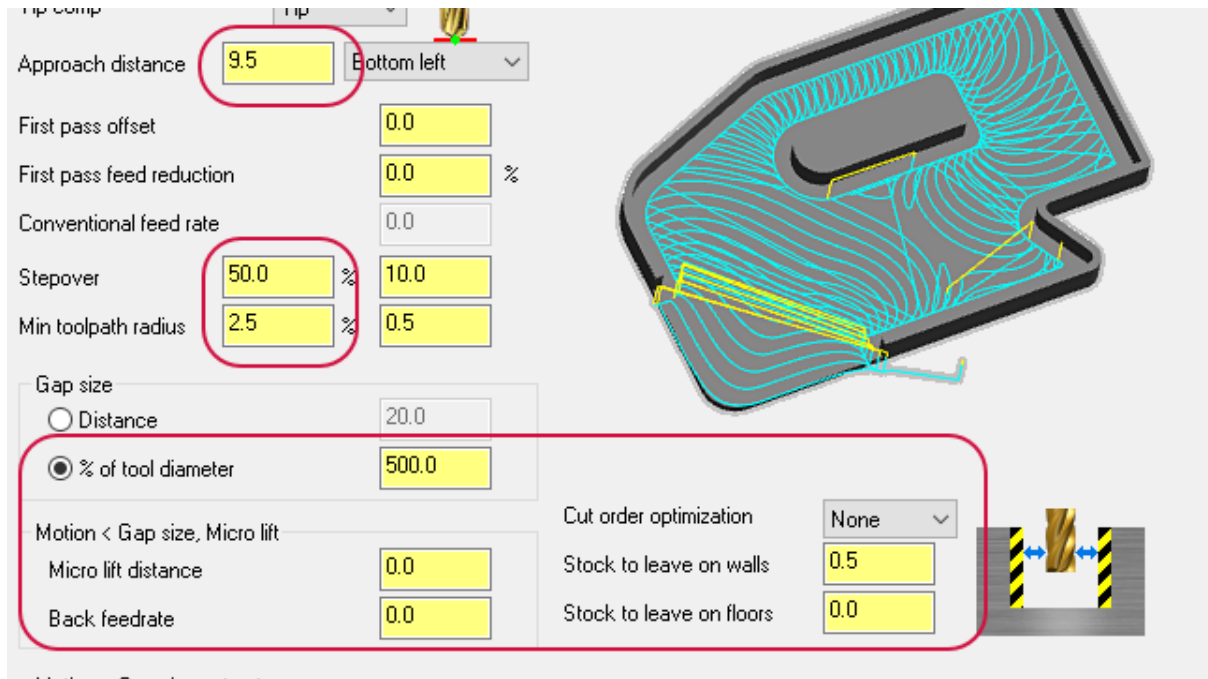 Tip comp Tip
Approach distance 9.5 Bottom left
First pass offset 0.0
First pass feed reduction 0.0 %
Conventional feed rate 0.0
Stepover 50.0 % 10.0
Min toolpath radius 2.5 % 0.5
Gap size
Distance 20.0
% of tool diameter 500.0
Motion < Gap size, Micro lift
Micro lift distance 0.0
Back feedrate 0.0
Cut order optimization None
Stock to leave on walls 0.5
Stock to leave on floors 0.0